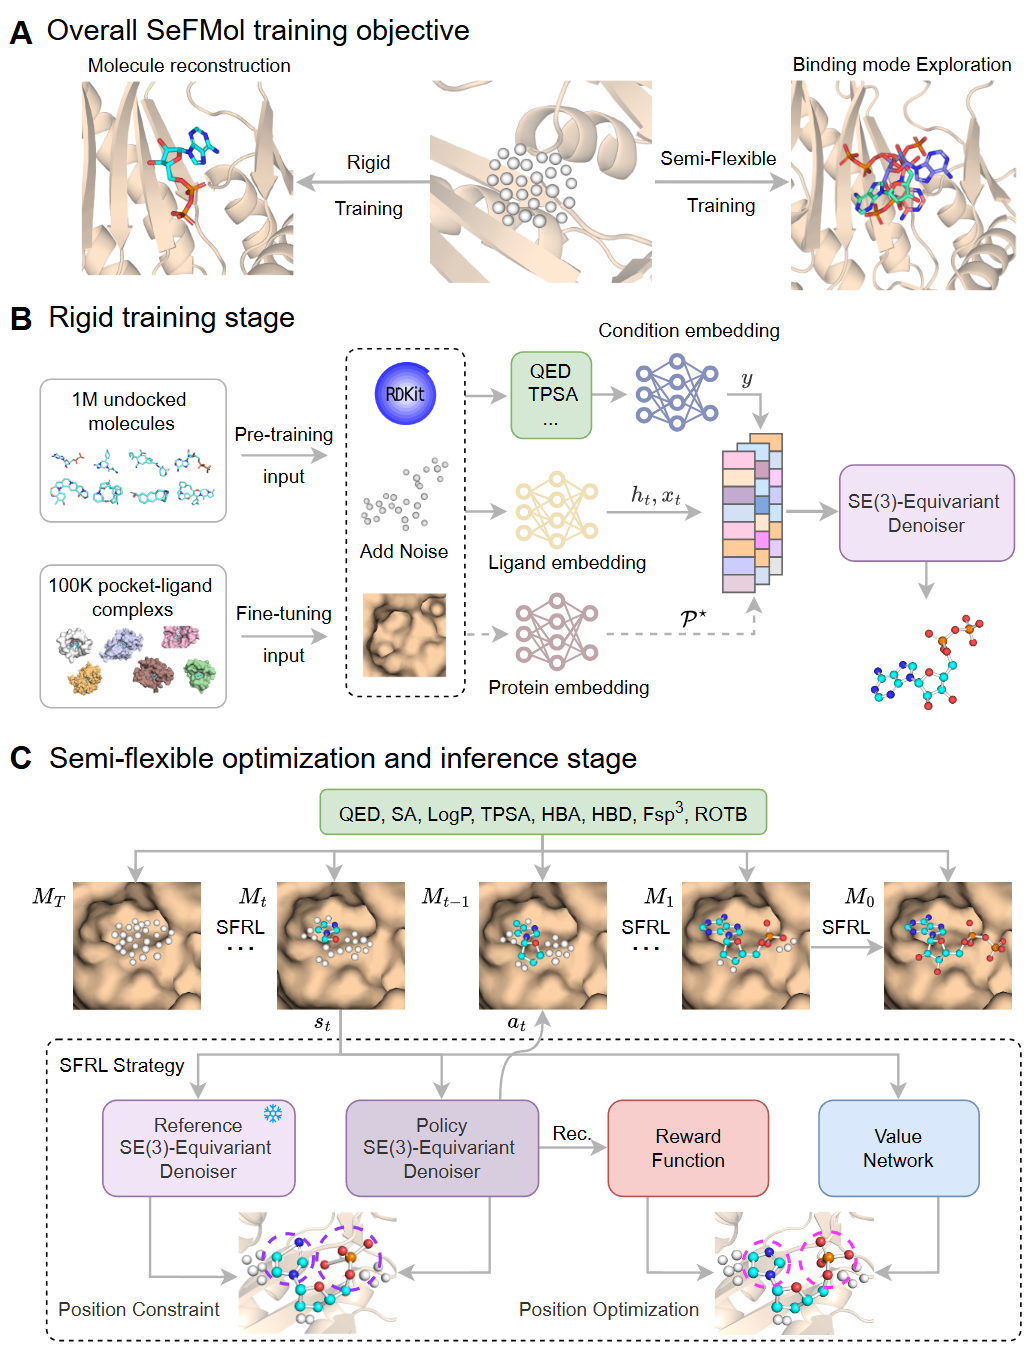 A Overall SeFMol training objective
Molecule reconstruction
Binding mode Exploration
Rigid
Training
Semi-Flexible
Training
B Rigid training stage
Condition embedding
1M undocked
molecules
Pre-training
input
RDKit
QED
TPSA
...
y
Add Noise
Ligand embedding
h_t, x_t
SE(3)-Equivariant
Denoiser
100K pocket-ligand
complexs
Fine-tuning
input
Protein embedding
𝒫*
C Semi-flexible optimization and inference stage
QED, SA, LogP, TPSA, HBA, HBD, Fsp³, ROTB
M_T
M_t
M_{t−1}
M_1
M_0
SFRL
...
SFRL
...
SFRL
s_t
a_t
SFRL Strategy
Reference
SE(3)-Equivariant
Denoiser
Policy
SE(3)-Equivariant
Denoiser
Rec.
Reward
Function
Value
Network
Position Constraint
Position Optimization